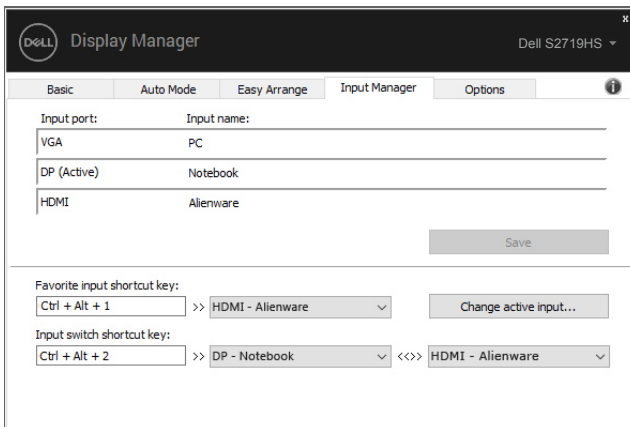 x
DELL Display Manager Dell S2719HS
Basic Auto Mode Easy Arrange Input Manager Options i
Input port: Input name:
VGA PC
DP (Active) Notebook
HDMI Alienware
Save
Favorite input shortcut key:
Ctrl + Alt + 1 >> HDMI - Alienware Change active input...
Input switch shortcut key:
Ctrl + Alt + 2 >> DP - Notebook <<>> HDMI - Alienware